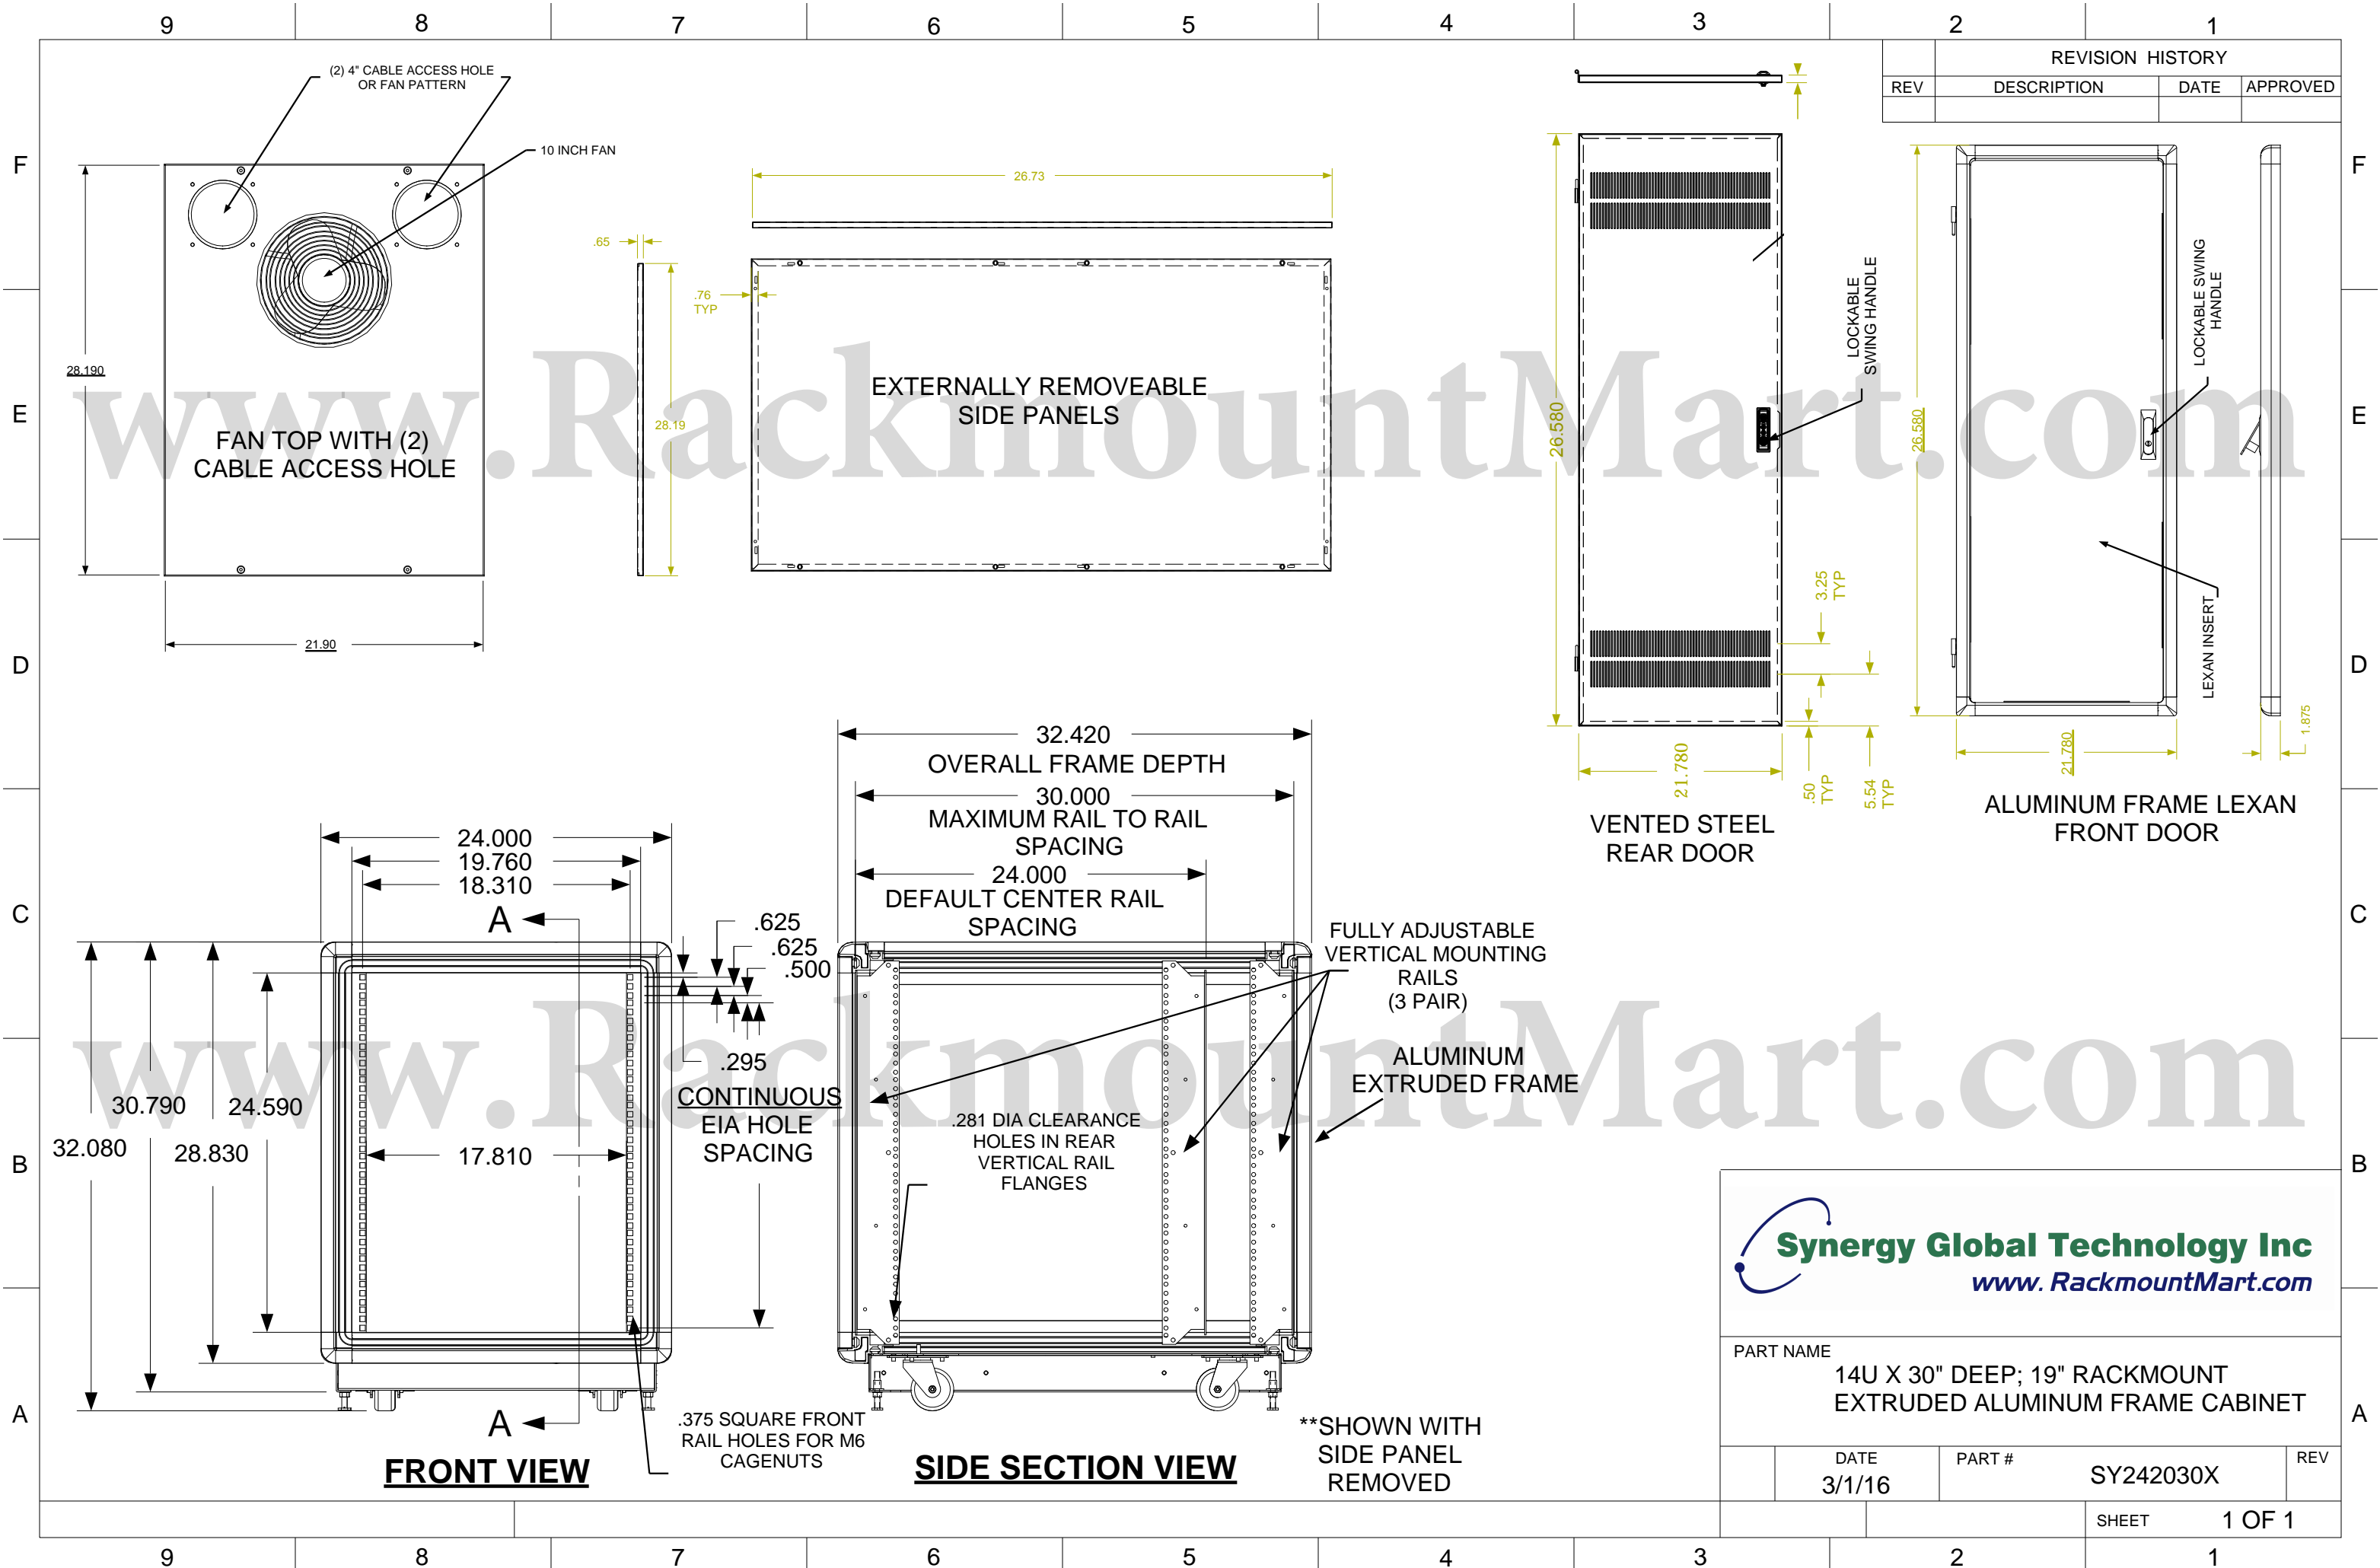 9 8 7 6 5 4 3 2 1
F
E
D
C
B
A
(2) 4" CABLE ACCESS HOLE
OR FAN PATTERN
10 INCH FAN
28.190
FAN TOP WITH (2)
CABLE ACCESS HOLE
21.90
26.73
.65
.76
TYP
28.19
EXTERNALLY REMOVEABLE
SIDE PANELS
26.580
LOCKABLE
SWING HANDLE
3.25
TYP
21.780
.50
TYP
5.54
TYP
VENTED STEEL
REAR DOOR
REVISION HISTORY
REV DESCRIPTION DATE APPROVED
26.580
LOCKABLE SWING
HANDLE
LEXAN INSERT
21.780
1.875
ALUMINUM FRAME LEXAN
FRONT DOOR
F
E
D
C
B
A
www.RackmountMart.com
24.000
19.760
18.310
A
.625
.625
.500
.295
CONTINUOUS
EIA HOLE
SPACING
32.080
30.790
28.830
24.590
17.810
A
.375 SQUARE FRONT
RAIL HOLES FOR M6
CAGENUTS
FRONT VIEW
32.420
OVERALL FRAME DEPTH
30.000
MAXIMUM RAIL TO RAIL
SPACING
24.000
DEFAULT CENTER RAIL
SPACING
FULLY ADJUSTABLE
VERTICAL MOUNTING
RAILS
(3 PAIR)
ALUMINUM
EXTRUDED FRAME
.281 DIA CLEARANCE
HOLES IN REAR
VERTICAL RAIL
FLANGES
SIDE SECTION VIEW
**SHOWN WITH
SIDE PANEL
REMOVED
www.RackmountMart.com
Synergy Global Technology Inc
www.RackmountMart.com
PART NAME
14U X 30" DEEP; 19" RACKMOUNT
EXTRUDED ALUMINUM FRAME CABINET
DATE
3/1/16
PART #
SY242030X
REV
SHEET 1 OF 1
9 8 7 6 5 4 3 2 1